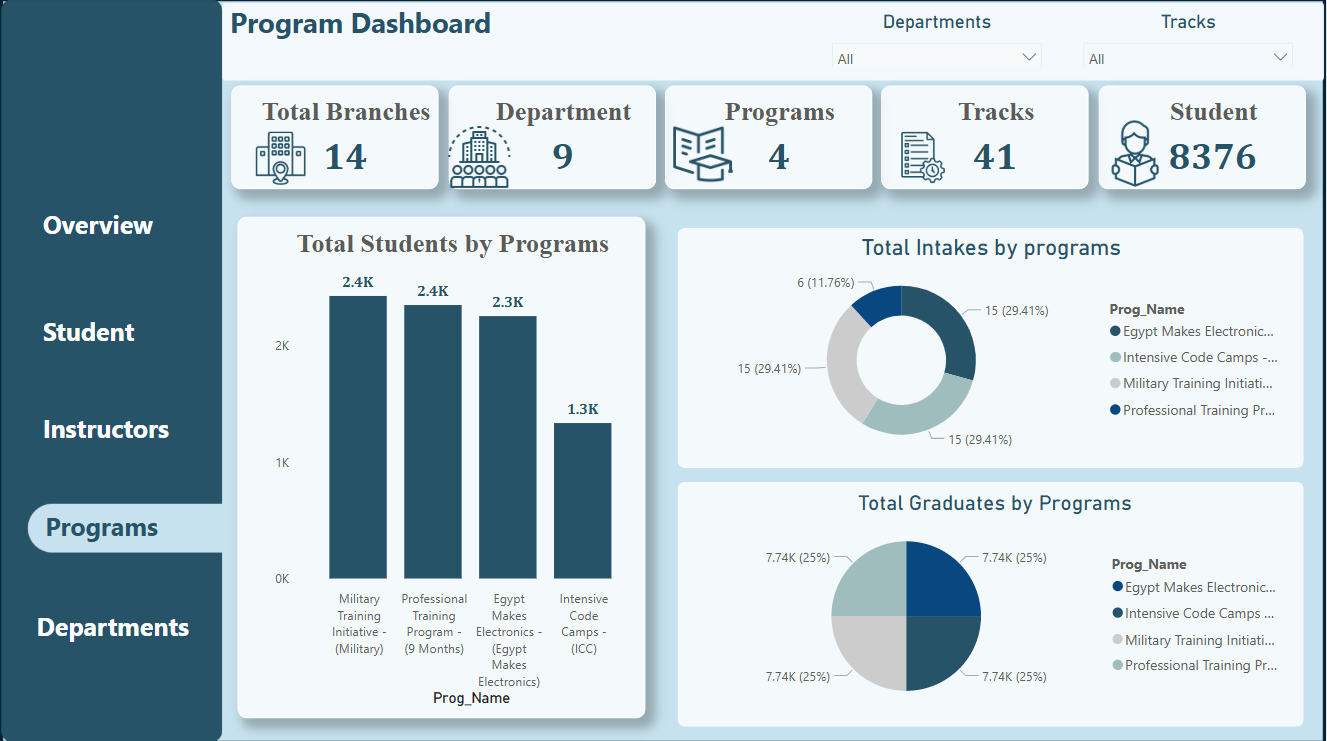 Program Dashboard
Departments
All
Tracks
All
Total Branches
14
Department
9
Programs
4
Tracks
41
Student
8376
Overview
Student
Instructors
Programs
Departments
Total Students by Programs
2.4K
2.4K
2.3K
1.3K
2K
1K
0K
Military
Training
Initiative -
(Military)
Professional
Training
Program -
(9 Months)
Egypt
Makes
Electronics -
(Egypt
Makes
Electronics)
Intensive
Code
Camps -
(ICC)
Prog_Name
Total Intakes by programs
6 (11.76%)
15 (29.41%)
15 (29.41%)
15 (29.41%)
Prog_Name
Egypt Makes Electronic...
Intensive Code Camps -...
Military Training Initiati...
Professional Training Pr...
Total Graduates by Programs
7.74K (25%)
7.74K (25%)
7.74K (25%)
7.74K (25%)
Prog_Name
Egypt Makes Electronic...
Intensive Code Camps ...
Military Training Initiati...
Professional Training Pr...